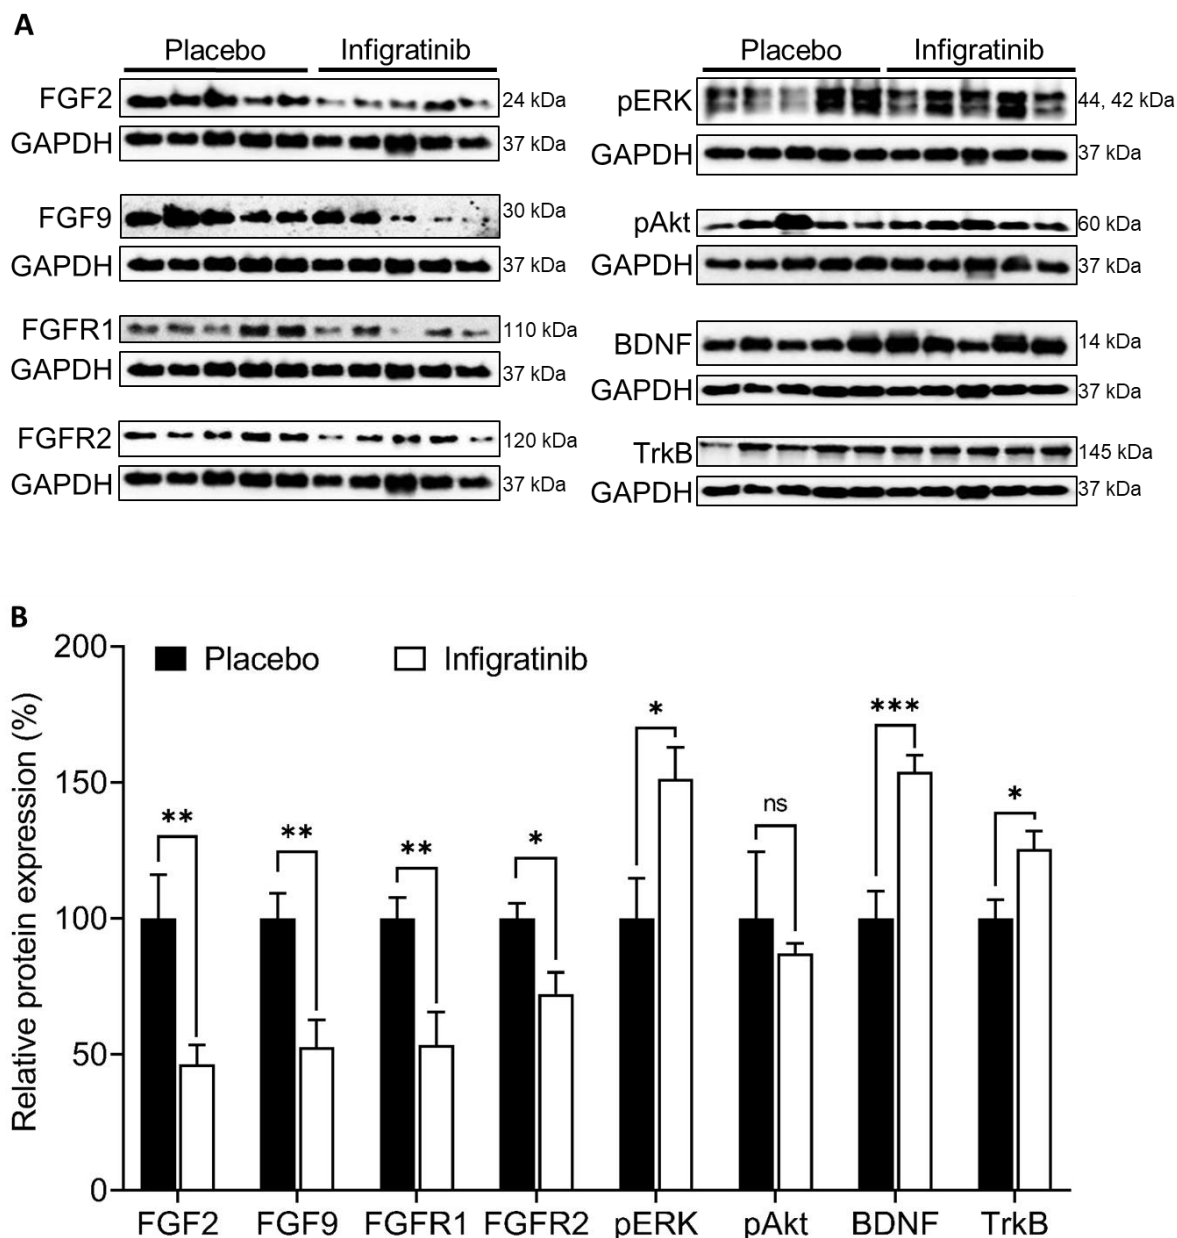 A
Placebo Infigratinib
FGF2 24 kDa
GAPDH 37 kDa
FGF9 30 kDa
GAPDH 37 kDa
FGFR1 110 kDa
GAPDH 37 kDa
FGFR2 120 kDa
GAPDH 37 kDa
Placebo Infigratinib
pERK 44, 42 kDa
GAPDH 37 kDa
pAkt 60 kDa
GAPDH 37 kDa
BDNF 14 kDa
GAPDH 37 kDa
TrkB 145 kDa
GAPDH 37 kDa
B
Relative protein expression (%)
200
150
100
50
0
Placebo Infigratinib
** ** ** * * ns *** *
FGF2 FGF9 FGFR1 FGFR2 pERK pAkt BDNF TrkB